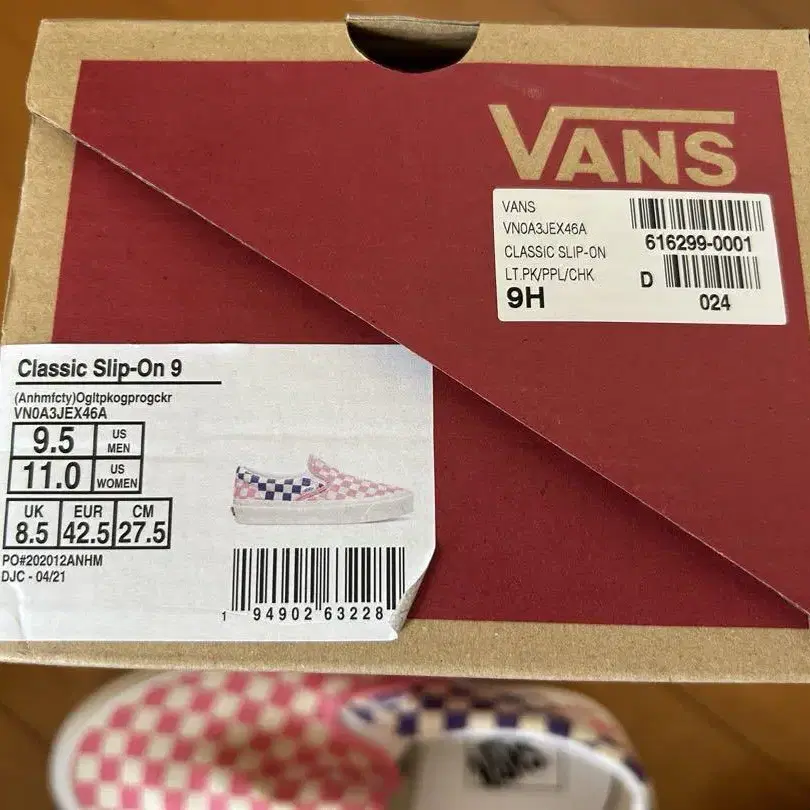 VANS
VANS
VN0A3JEX46A
CLASSIC SLIP-ON
LT.PK/PPL/CHK
9H
616299-0001
D
024
Classic Slip-On 9
(Anhmfcty)Ogltpkogprogckr
VN0A3JEX46A
9.5 US MEN
11.0 US WOMEN
UK EUR CM
8.5 42.5 27.5
PO#202012ANHM
DJC - 04/21
1 94902 63228